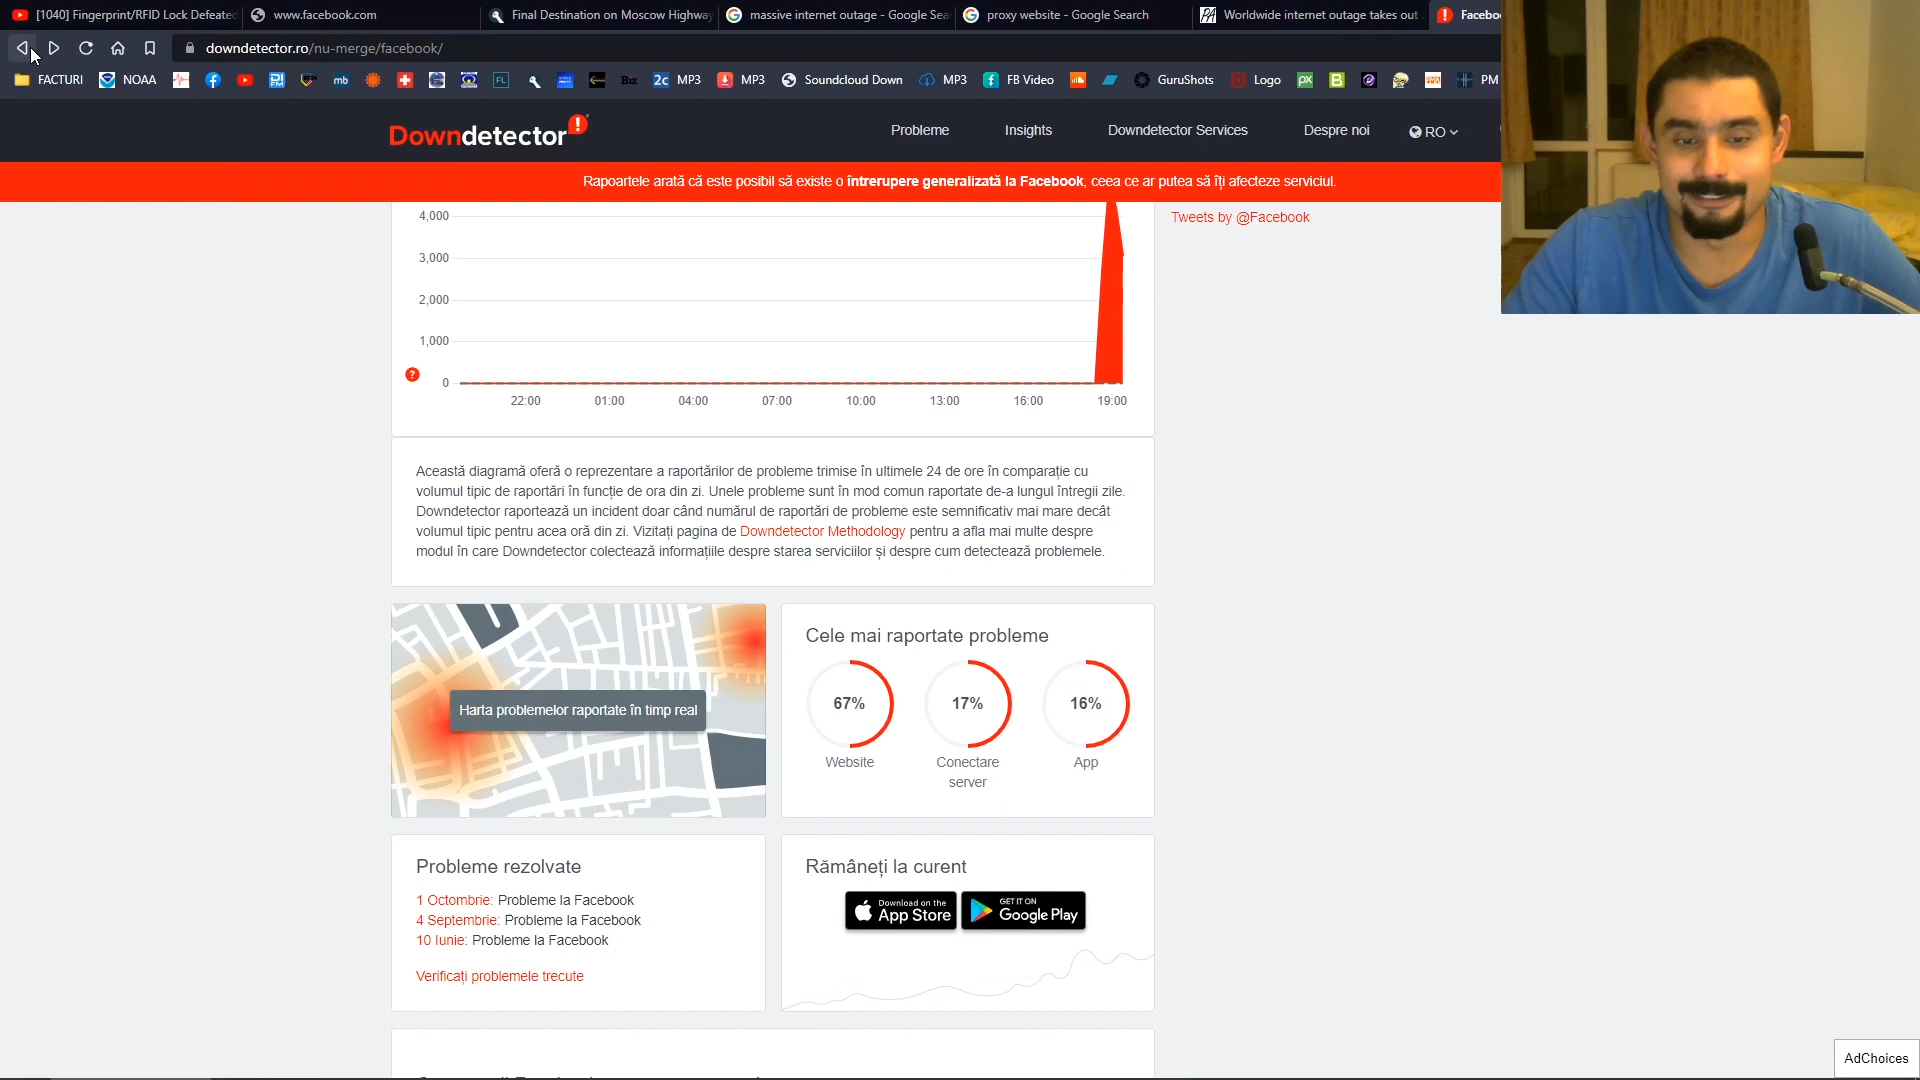 [1040] Fingerprint/RFID Lock Defeated
www.facebook.com
Final Destination on Moscow Highway
massive internet outage - Google Sea
proxy website - Google Search
Worldwide internet outage takes out
Facebo
downdetector.ro/nu-merge/facebook/
FACTURI
NOAA
DI FM
mb
FL
Biz
2c
MP3
MP3
Soundcloud Down
MP3
FB Video
GuruShots
Logo
px
B
PM
Downdetector
Probleme
Insights
Downdetector Services
Despre noi
RO
Rapoartele arată că este posibil să existe o întrerupere generalizată la Facebook, ceea ce ar putea să îți afecteze serviciul.
Tweets by @Facebook
4,000
3,000
2,000
1,000
0
?
22:00
01:00
04:00
07:00
10:00
13:00
16:00
19:00
Această diagramă oferă o reprezentare a raportărilor de probleme trimise în ultimele 24 de ore în comparație cu
volumul tipic de raportări în funcție de ora din zi. Unele probleme sunt în mod comun raportate de-a lungul întregii zile.
Downdetector raportează un incident doar când numărul de raportări de probleme este semnificativ mai mare decât
volumul tipic pentru acea oră din zi. Vizitați pagina de Downdetector Methodology pentru a afla mai multe despre
modul în care Downdetector colectează informațiile despre starea serviciilor și despre cum detectează problemele.
Harta problemelor raportate în timp real
Cele mai raportate probleme
67%
17%
16%
Website
Conectare
server
App
Probleme rezolvate
1 Octombrie: Probleme la Facebook
4 Septembrie: Probleme la Facebook
10 Iunie: Probleme la Facebook
Verificați problemele trecute
Rămâneți la curent
Download on the
App Store
GET IT ON
Google Play
AdChoices